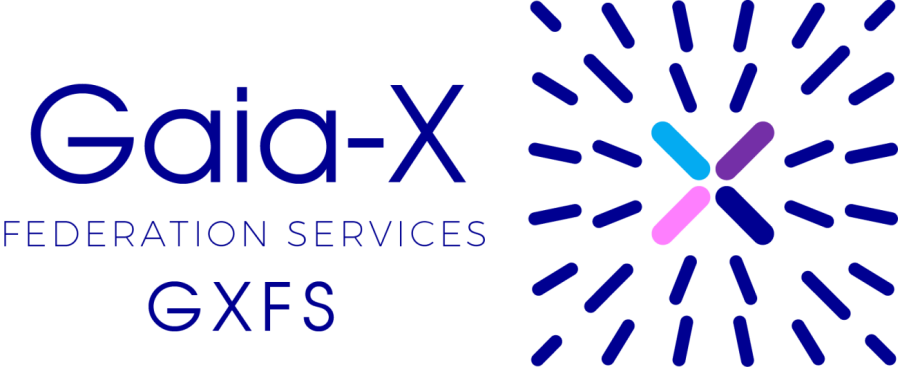 Gaia-X
FEDERATION SERVICES
GXFS